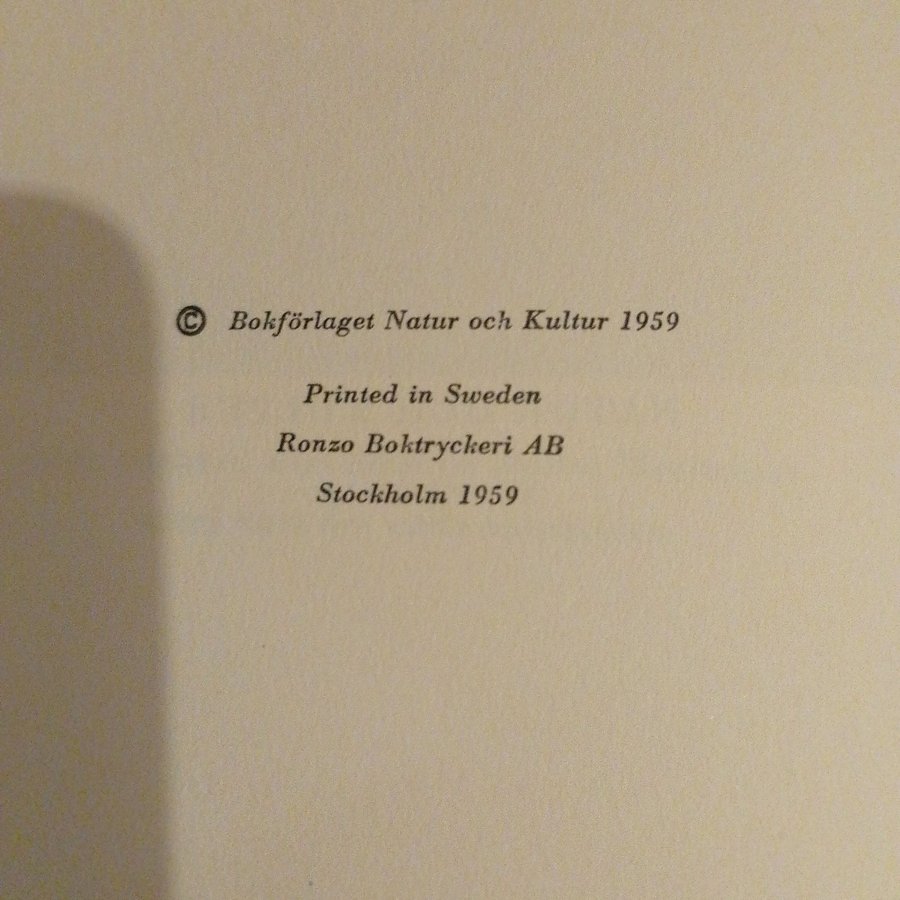 © Bokförlaget Natur och Kultur 1959
Printed in Sweden
Ronzo Boktryckeri AB
Stockholm 1959